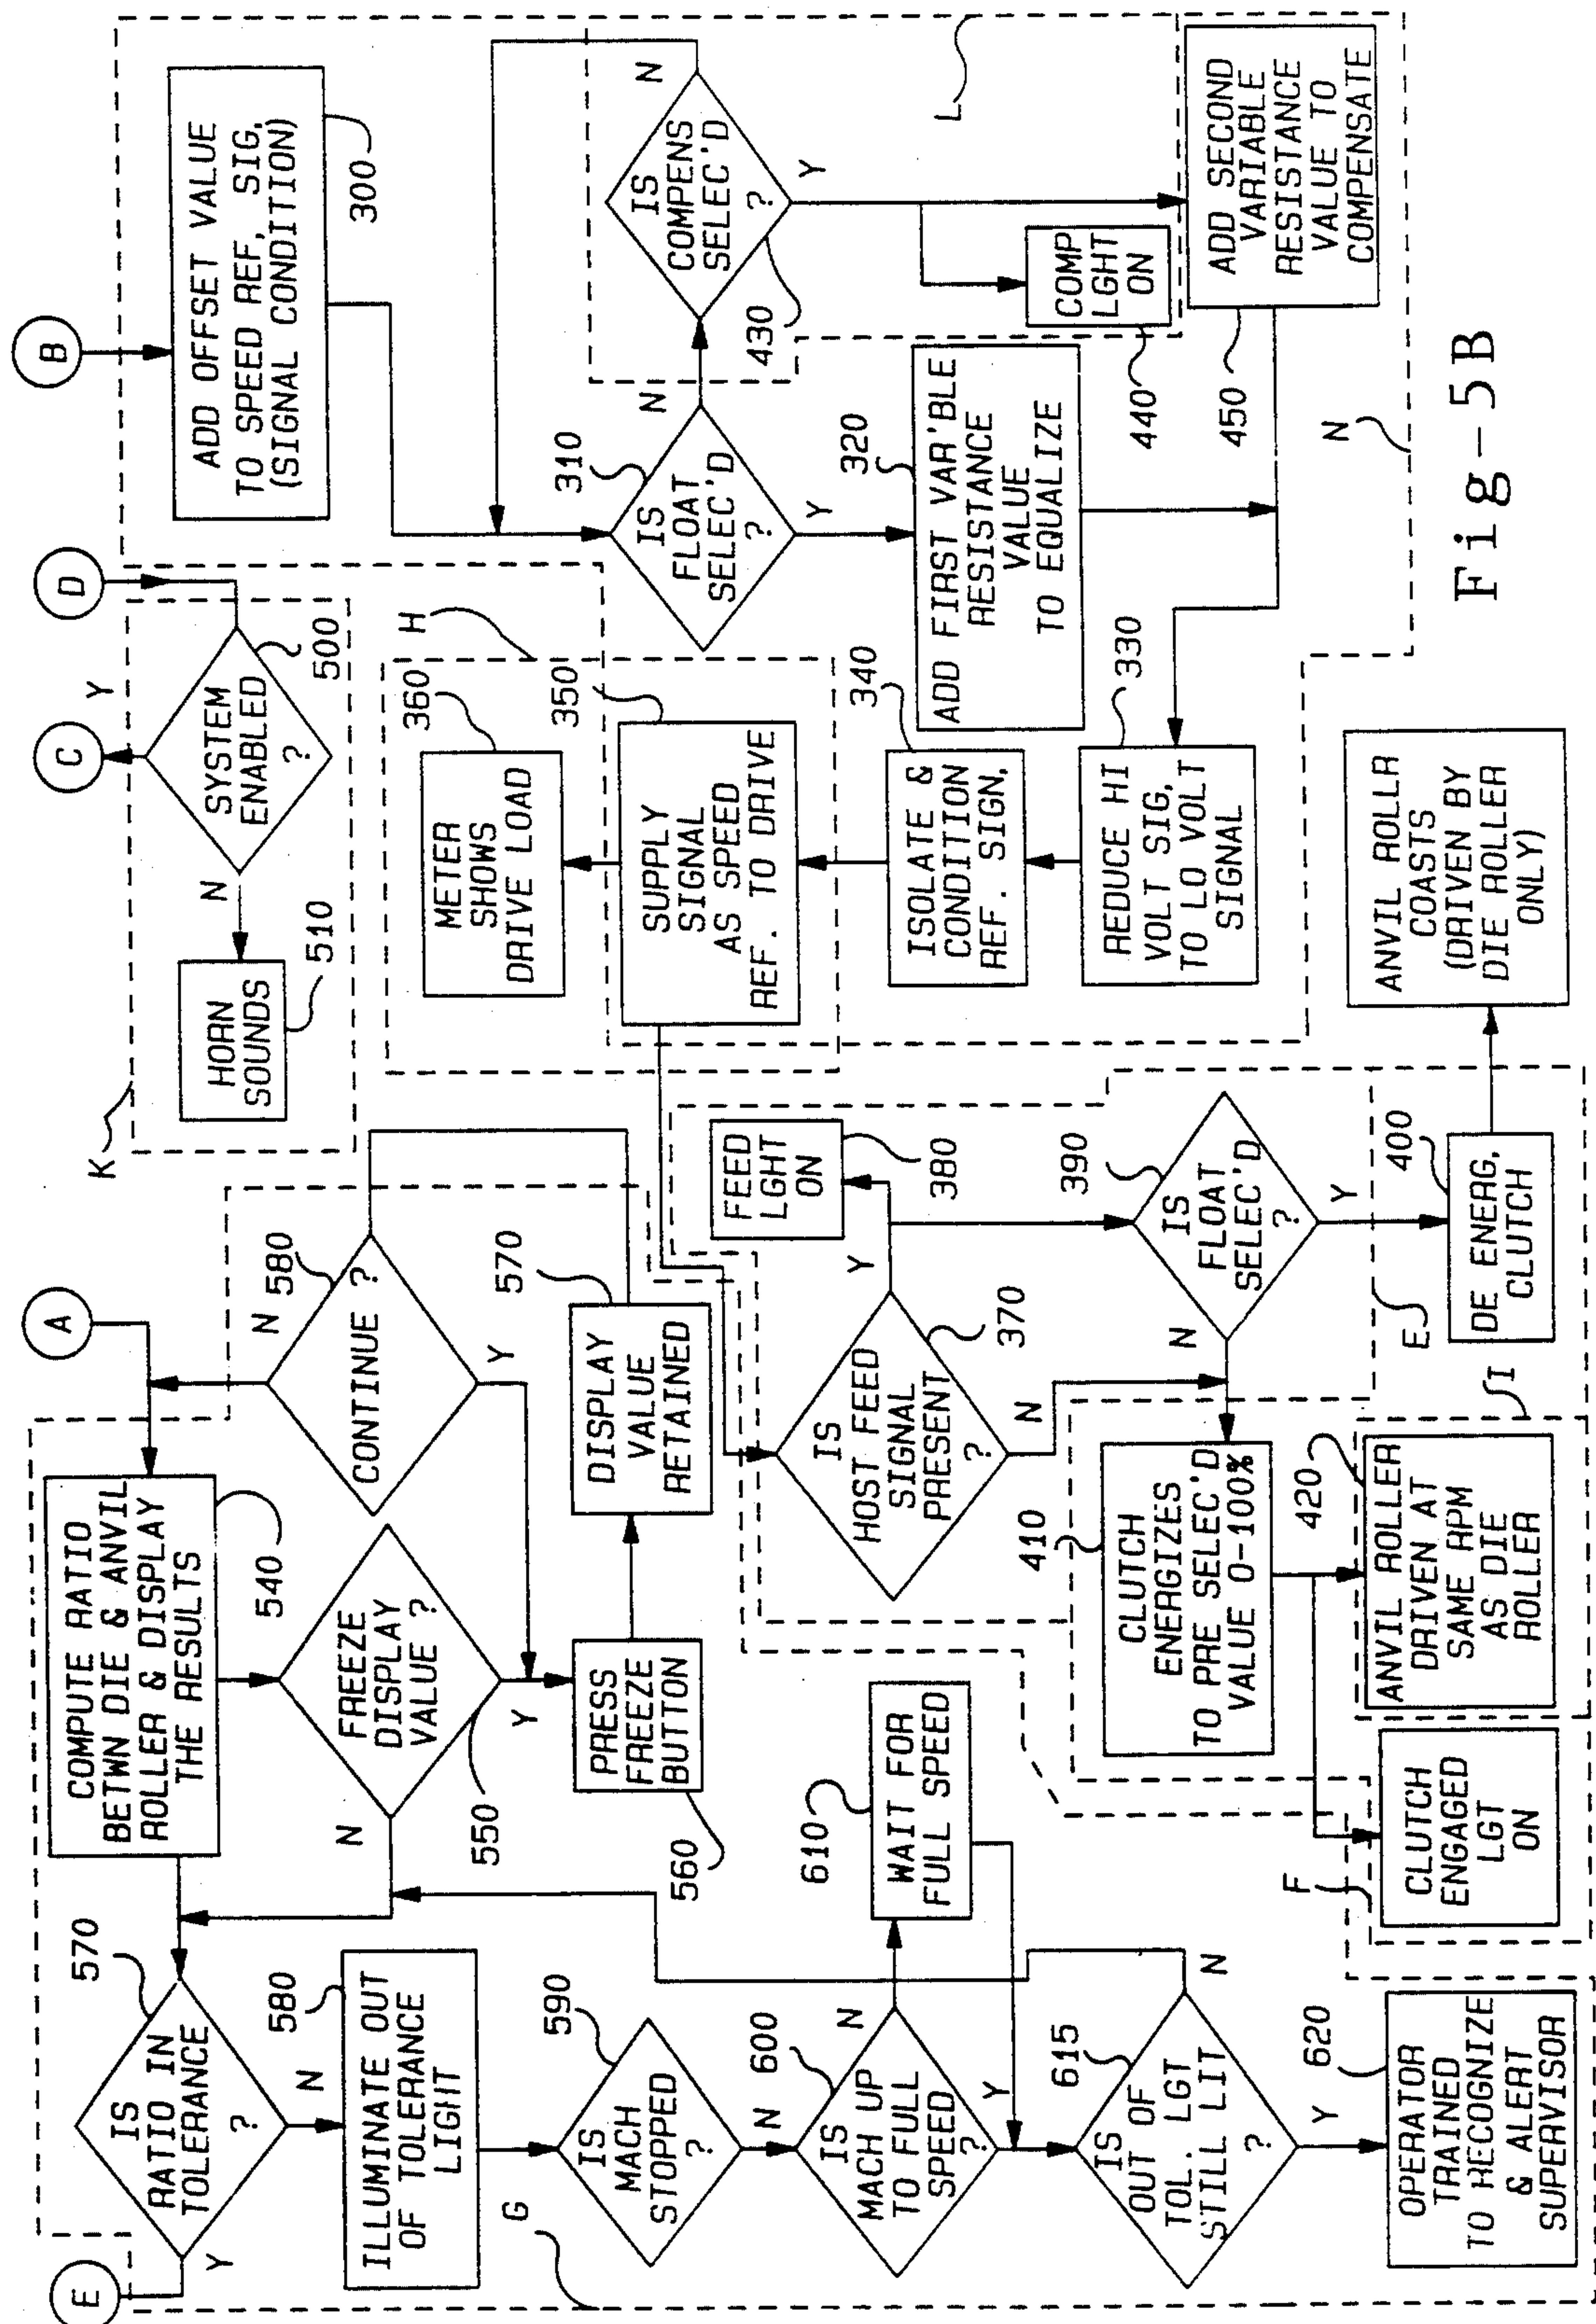 E
Y
IS
RATIO IN
TOLERANCE
?
570
N
580
ILLUMINATE OUT
OF TOLERANCE
LIGIT
590
IS
MACH
STOPPED
?
N
600
IS
MACH UP
TO FULL
SPEED
?
N
Y
610
WAIT FOR
FULL SPEED
615
IS
OUT OF
TOL. LGT
STILL LIT
?
N
Y
620
OPERATOR
TRAINED
TO RECOGNIZE
& ALERT
SUPERVISOR
G
A
COMPUTE RATIO
BETWN DIE & ANVIL
ROLLER & DISPLAY
THE RESULTS
540
FREEZE
DISPLAY
VALUE ?
N
550
Y
PRESS
FREEZE
BUTTON
560
N
580
CONTINUE ?
Y
570
DISPLAY
VALUE
RETAINED
IS
HOST FEED
SIGNAL
PRESENT
?
370
Y
N
FEED
LGHT
ON
380
390
IS
FLOAT
SELEC'D
?
N
Y
E
400
DE ENERG,
CLUTCH
ANVIL ROLLR
COASTS
(DRIVEN BY
DIE ROLLER
ONLY)
410
CLUTCH
ENERGIZES
TO PRE SELEC'D
VALUE 0-100%
420
I
ANVIL ROLLER
DRIVEN AT
SAME RPM
AS DIE
ROLLER
F
CLUTCH
ENGAGED
LGT
ON
C
D
Y
K
SYSTEM
ENABLED
?
500
N
HORN
SOUNDS
510
H
360
METER
SHOWS
DRIVE LOAD
350
SUPPLY
SIGNAL
AS SPEED
REF. TO DRIVE
340
ISOLATE &
CONDITION
REF. SIGN,
330
REDUCE HI
VOLT SIG,
TO LO VOLT
SIGNAL
B
ADD OFFSET VALUE
TO SPEED REF, SIG,
(SIGNAL CONDITION)
300
310
IS
FLOAT
SELEC'D
?
N
Y
320
ADD FIRST VAR'BLE
RESISTANCE
VALUE
TO EQUALIZE
N
IS
COMPENS
SELEC'D
?
430
Y
L
COMP
LGHT
ON
440
ADD SECOND
VARIABLE
RESISTANCE
VALUE TO
COMPENSATE
450
N
Fig-5B